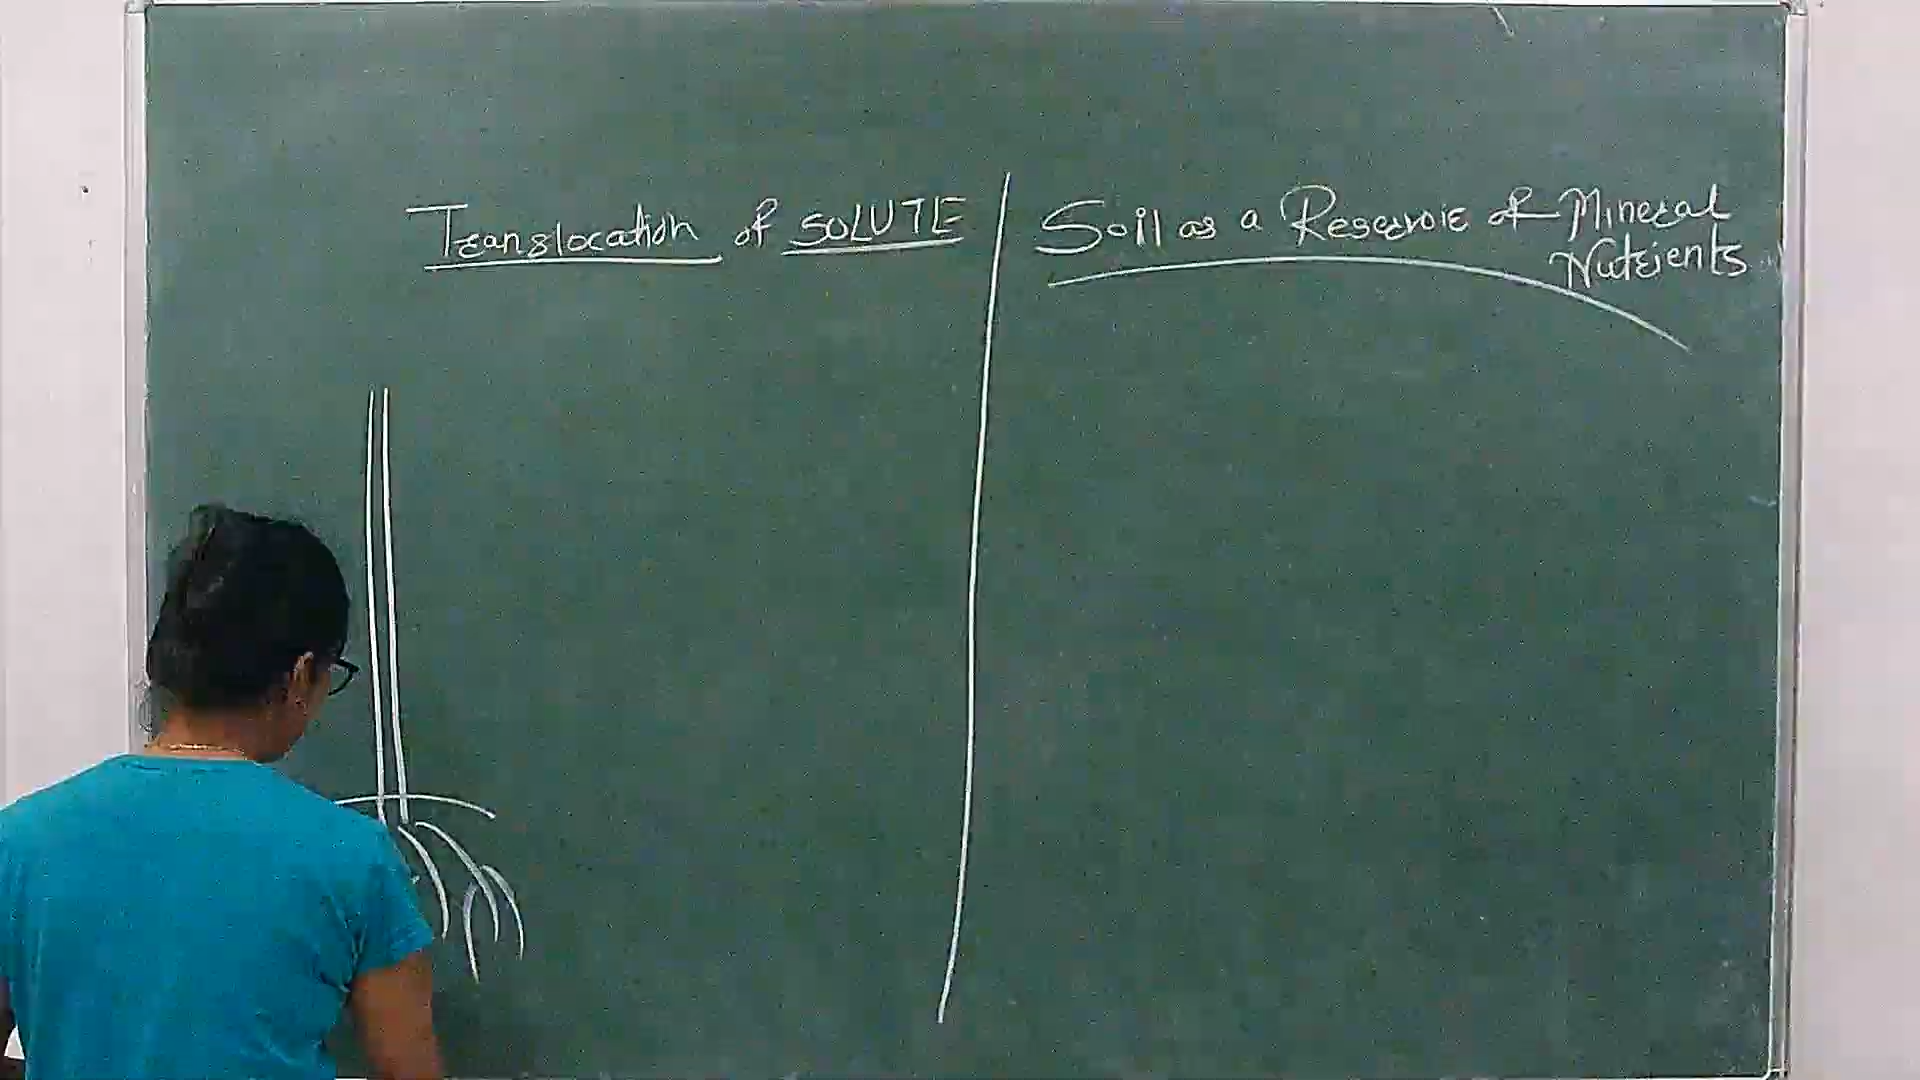 Translocation of SOLUTE
Soil as a Reservoir of Mineral
Nutrients